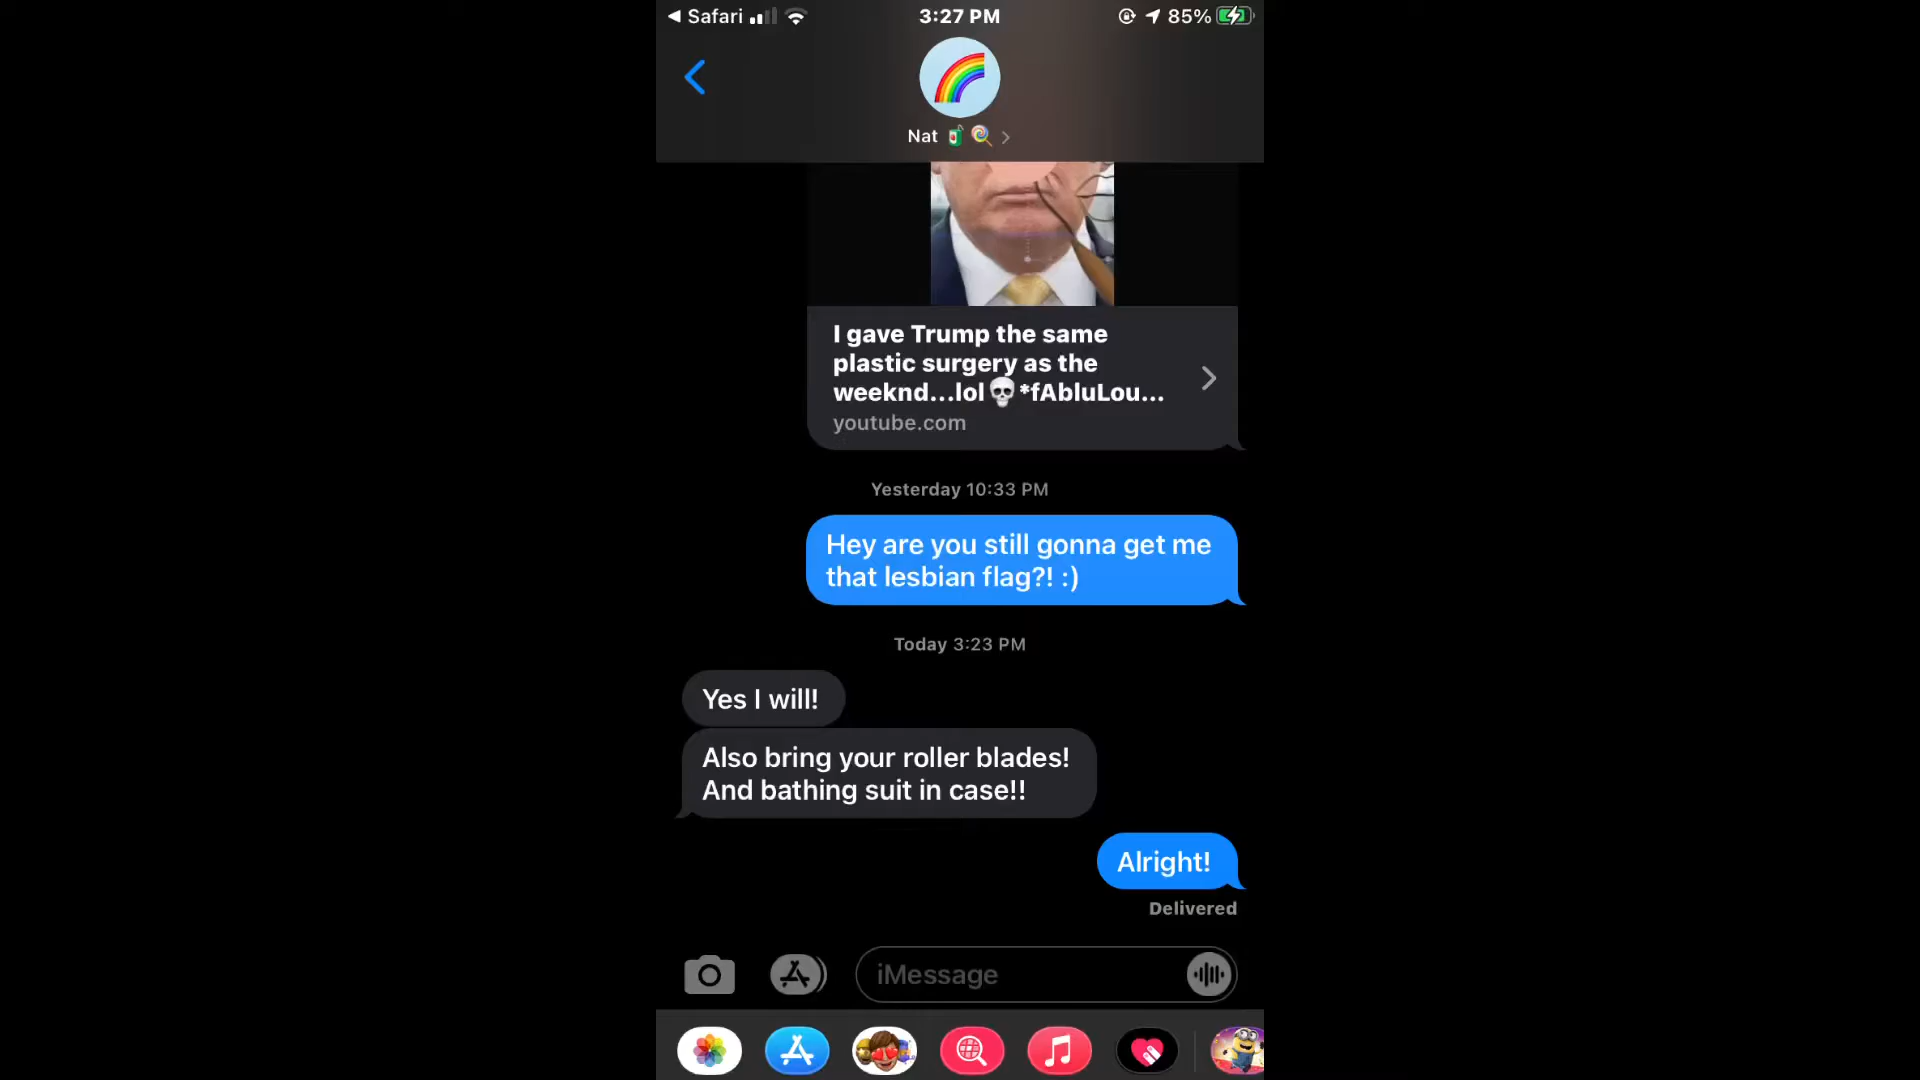 ◀ Safari
3:27 PM
85%
Nat 🧃🍭 >
I gave Trump the same
plastic surgery as the
weeknd...lol💀*fAbluLou...
youtube.com
Yesterday 10:33 PM
Hey are you still gonna get me
that lesbian flag?! :)
Today 3:23 PM
Yes I will!
Also bring your roller blades!
And bathing suit in case!!
Alright!
Delivered
iMessage